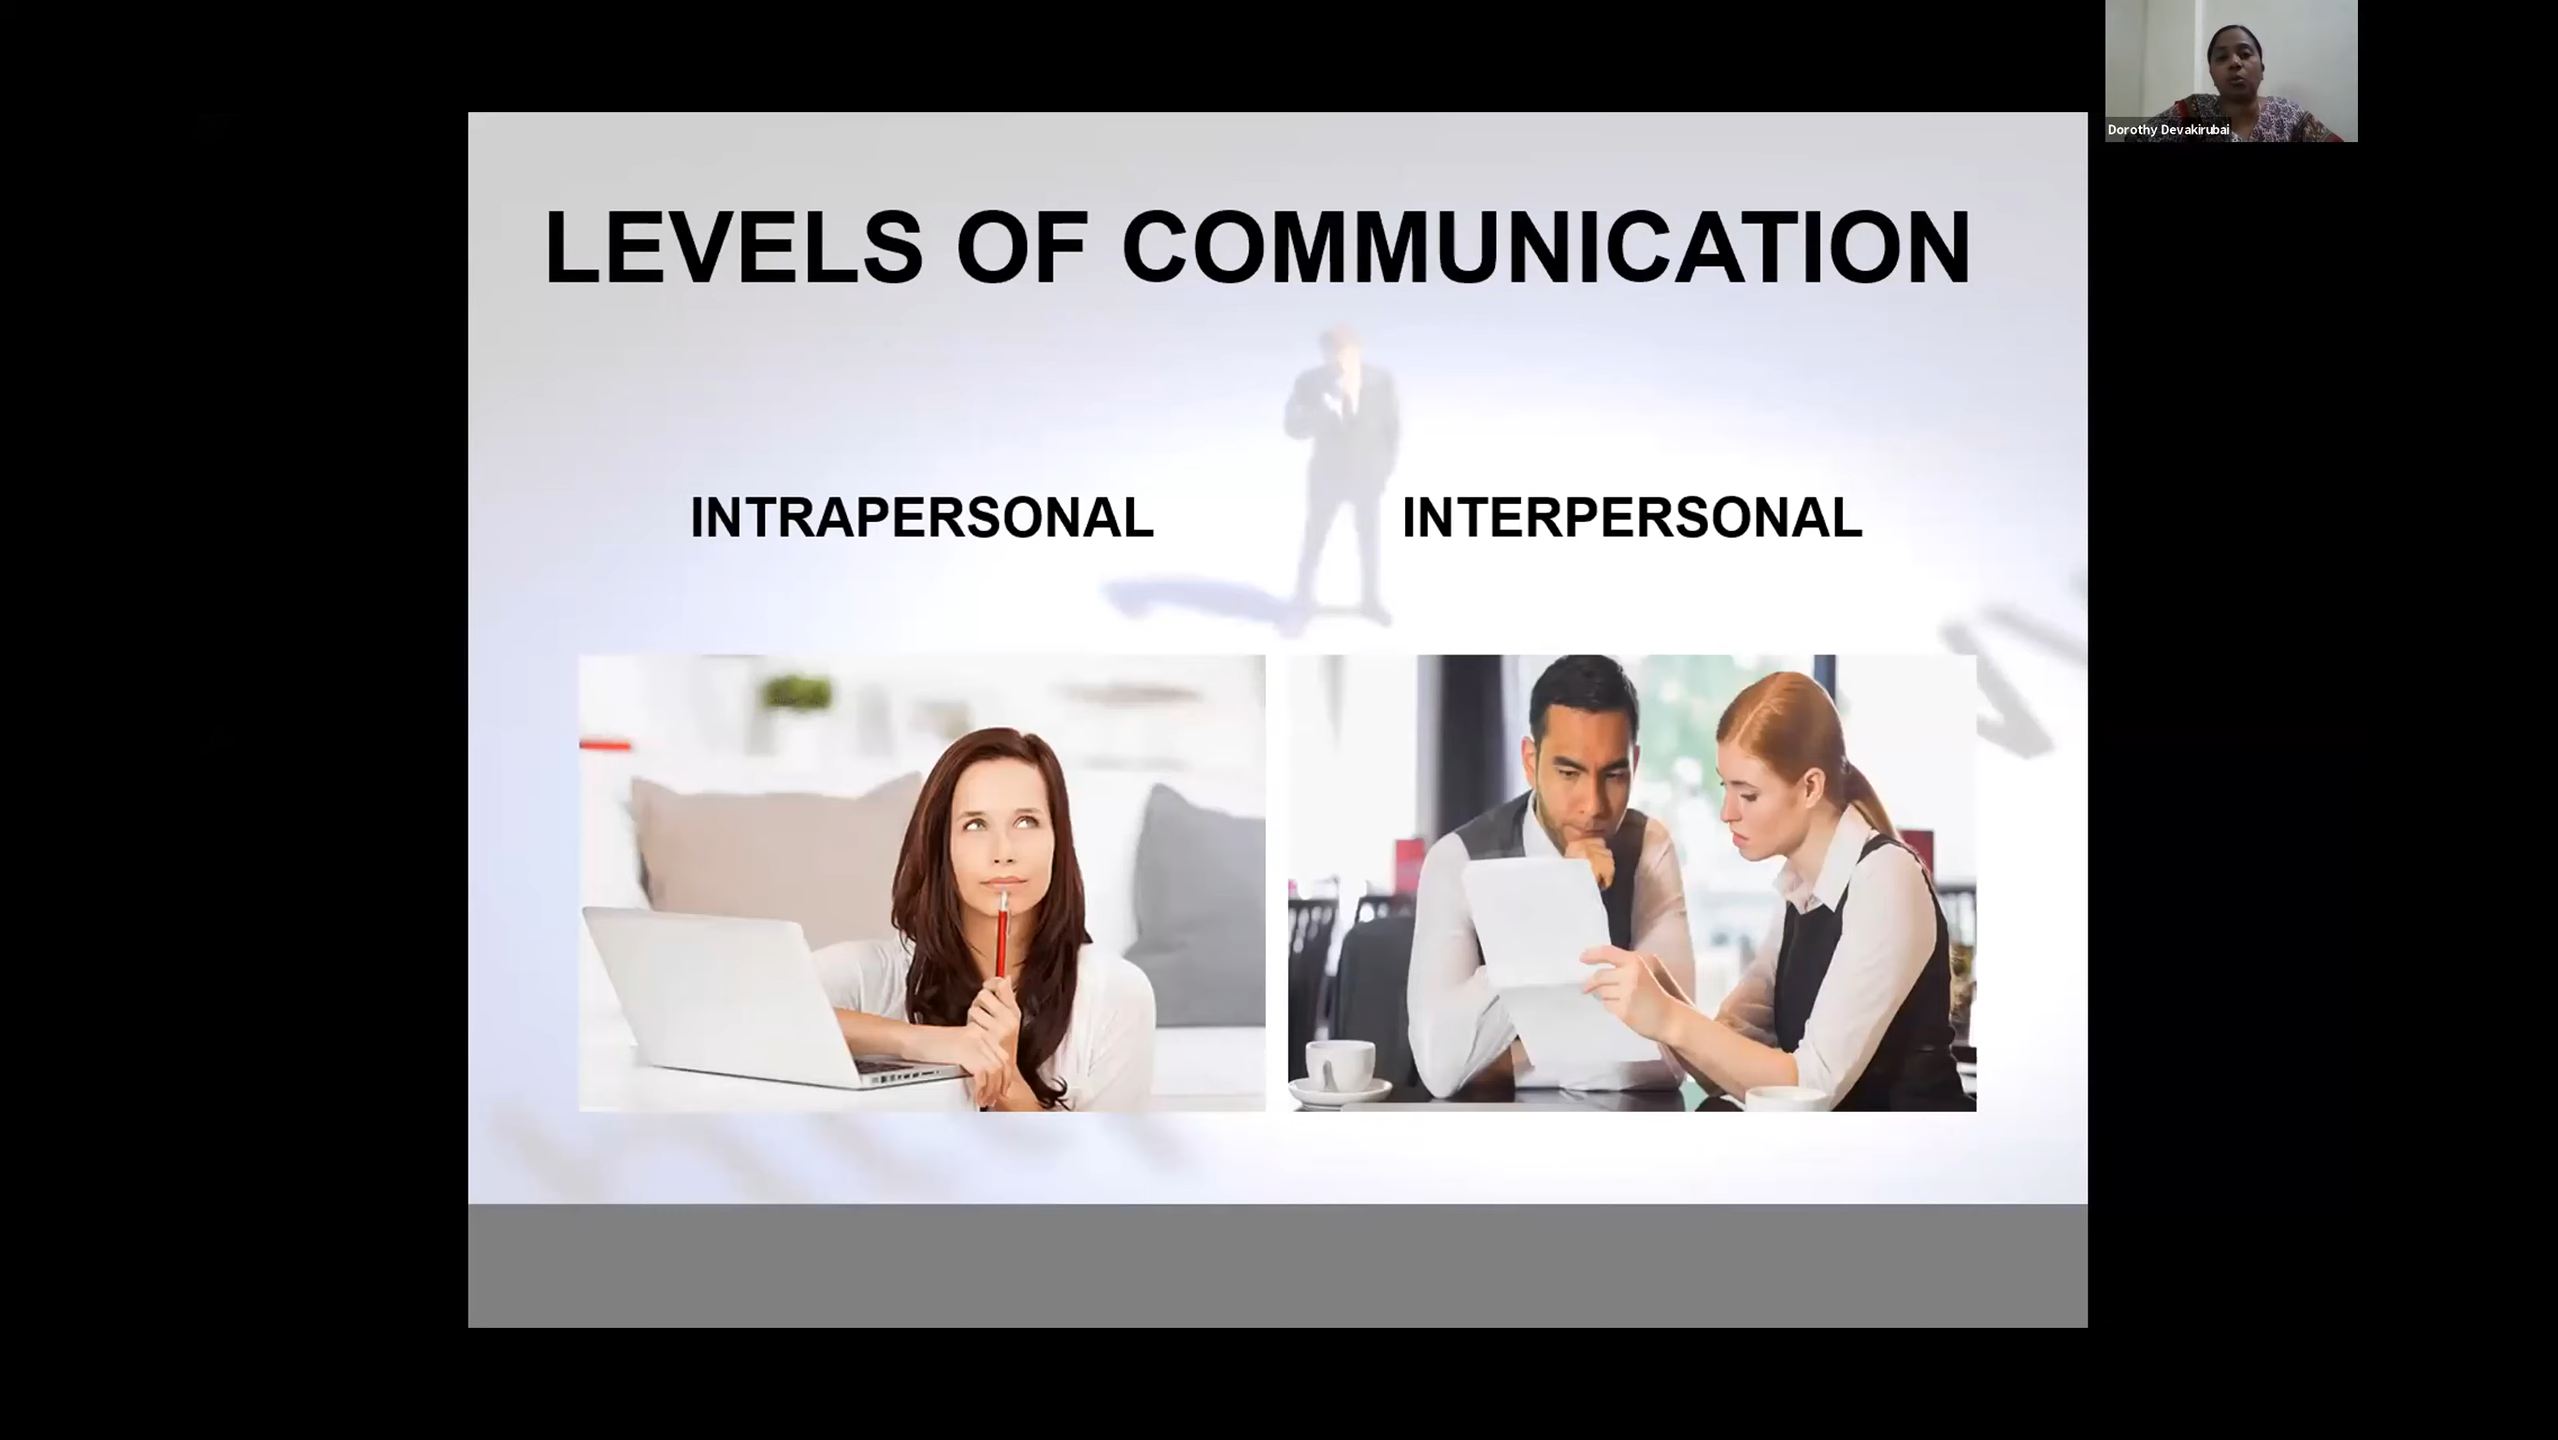 Dorothy Devakirubai
LEVELS OF COMMUNICATION
INTRAPERSONAL
INTERPERSONAL